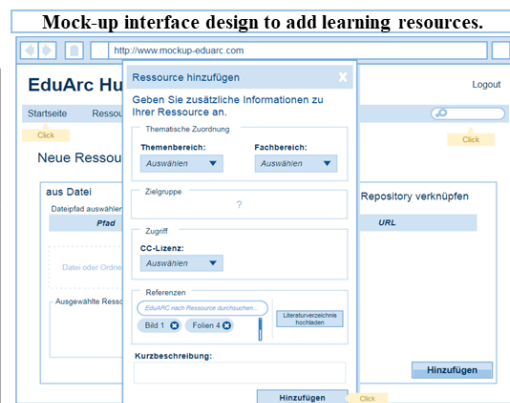 Mock-up interface design to add learning resources.
http://www.mockup-eduarc.com
EduArc Hu
Logout
Startseite
Ressou
Click
Click
Neue Ressou
aus Datei
Dateipfad auswählen
Pfad
Datei oder Ordne
Ausgewählte Resso
Ressource hinzufügen
X
Geben Sie zusätzliche Informationen zu
Ihrer Ressource an.
Thematische Zuordnung
Themenbereich:
Fachbereich:
Auswählen
Auswählen
Zielgruppe
?
Zugriff
CC-Lizenz:
Auswählen
Referenzen
EduARC nach Ressource durchsuchen...
Bild 1
Folien 4
Literaturverzeichnis
hochladen
Kurzbeschreibung:
Hinzufügen
Click
Repository verknüpfen
URL
Hinzufügen